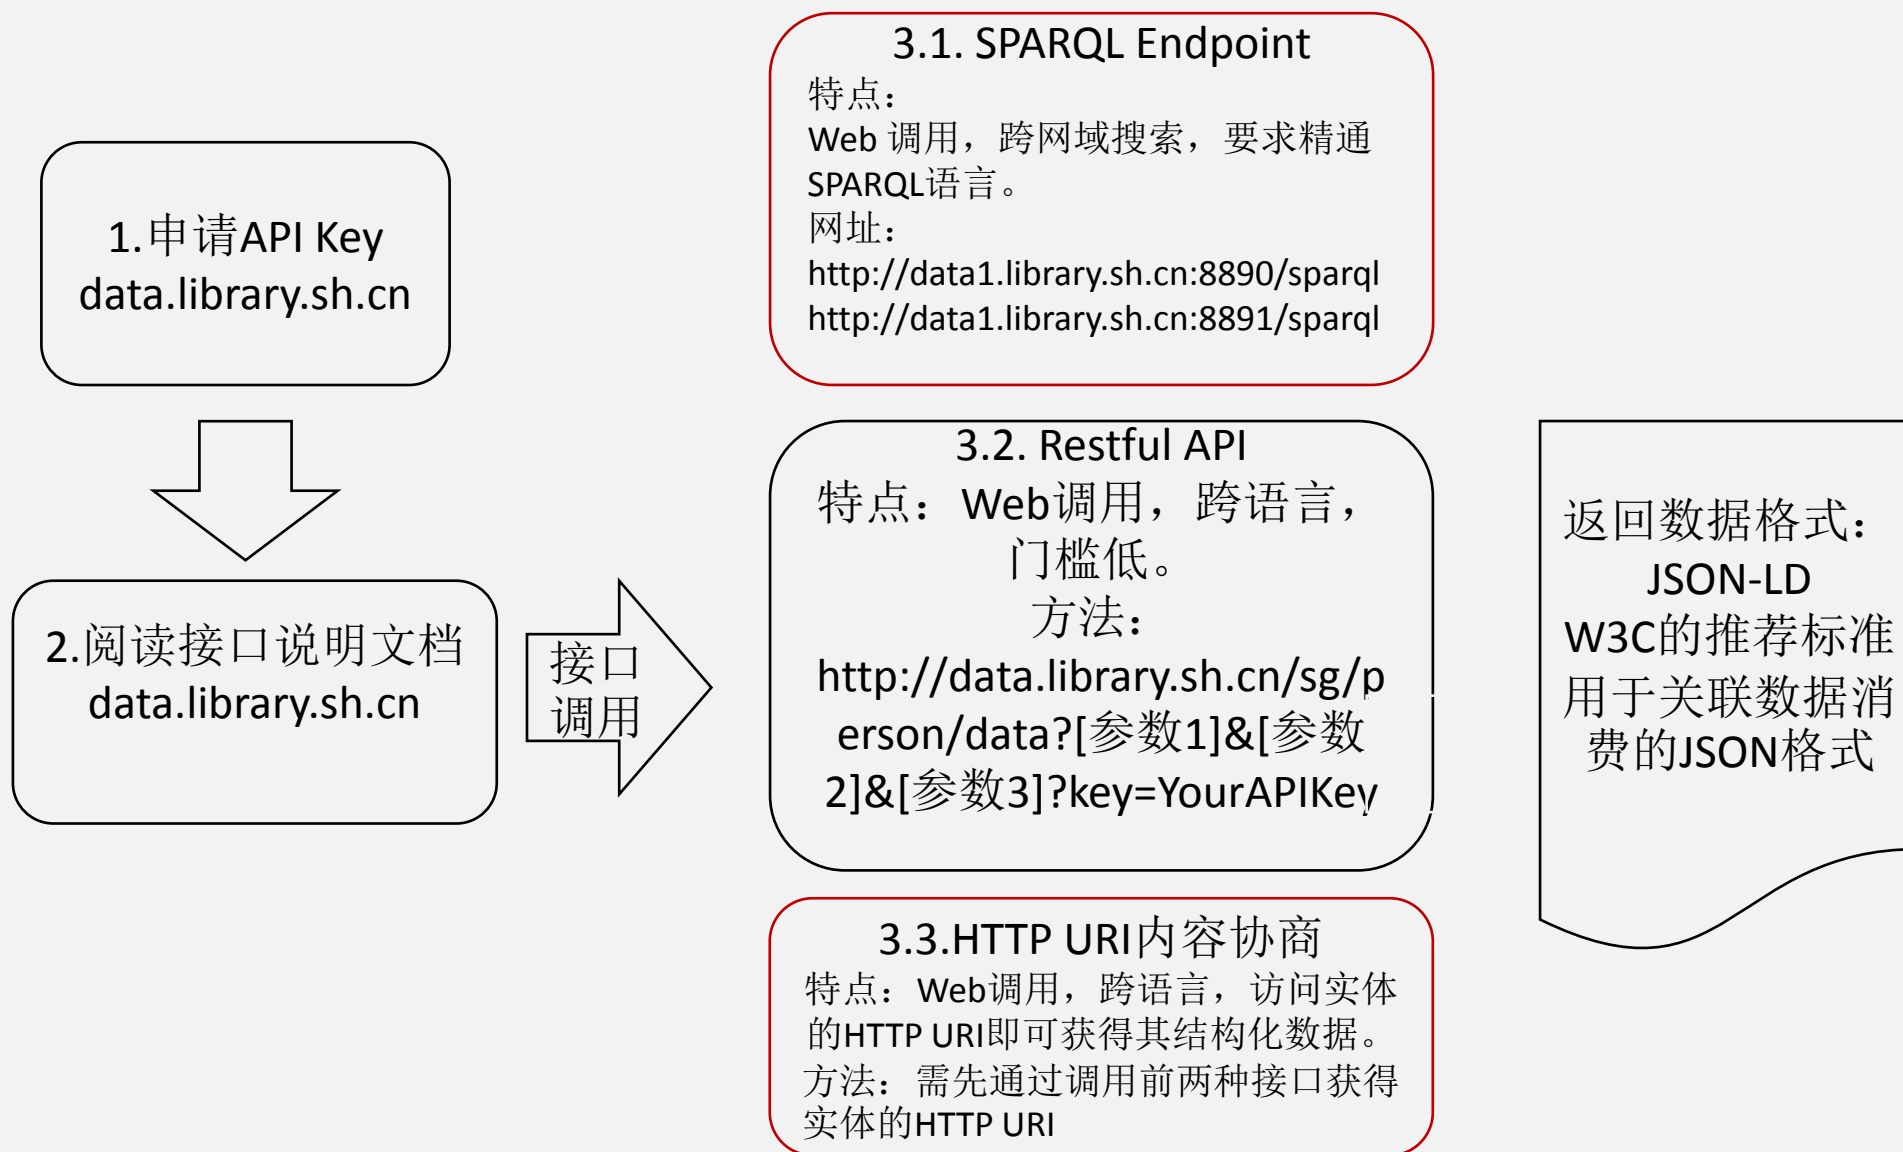 1.申请API Key
data.library.sh.cn
2.阅读接口说明文档
data.library.sh.cn
接口
调用
3.1. SPARQL Endpoint
特点：
Web 调用，跨网域搜索，要求精通
SPARQL语言。
网址：
http://data1.library.sh.cn:8890/sparql
http://data1.library.sh.cn:8891/sparql
3.2. Restful API
特点：Web调用，跨语言，
门槛低。
方法：
http://data.library.sh.cn/sg/p
erson/data?[参数1]&[参数
2]&[参数3]?key=YourAPIKey
3.3.HTTP URI内容协商
特点：Web调用，跨语言，访问实体
的HTTP URI即可获得其结构化数据。
方法：需先通过调用前两种接口获得
实体的HTTP URI
返回数据格式：
JSON-LD
W3C的推荐标准
用于关联数据消
费的JSON格式